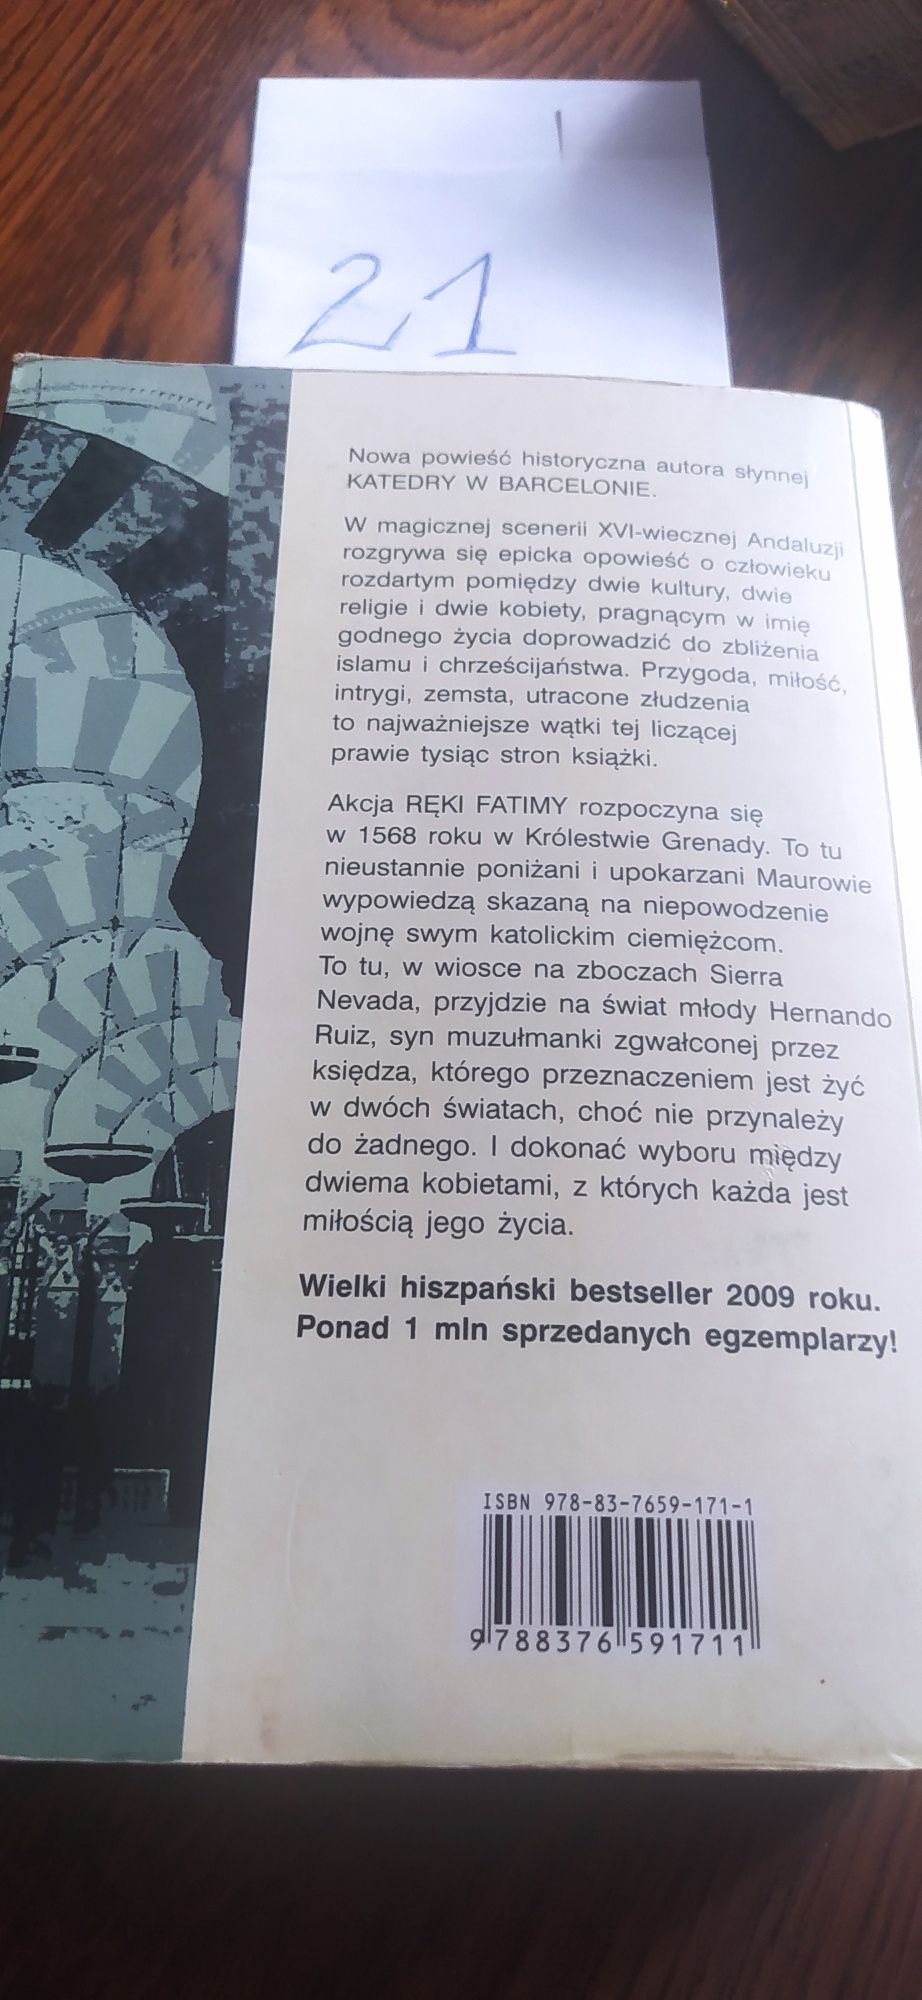 21
Nowa powieść historyczna autora słynnej
KATEDRY W BARCELONIE.
W magicznej scenerii XVI-wiecznej Andaluzji
rozgrywa się epicka opowieść o człowieku
rozdartym pomiędzy dwie kultury, dwie
religie i dwie kobiety, pragnącym w imię
godnego życia doprowadzić do zbliżenia
islamu i chrześcijaństwa. Przygoda, miłość,
intrygi, zemsta, utracone złudzenia
to najważniejsze wątki tej liczącej
prawie tysiąc stron książki.
Akcja RĘKI FATIMY rozpoczyna się
w 1568 roku w Królestwie Grenady. To tu
nieustannie poniżani i upokarzani Maurowie
wypowiedzą skazaną na niepowodzenie
wojnę swym katolickim ciemiężcom.
To tu, w wiosce na zboczach Sierra
Nevada, przyjdzie na świat młody Hernando
Ruiz, syn muzułmanki zgwałconej przez
księdza, którego przeznaczeniem jest żyć
w dwóch światach, choć nie przynależy
do żadnego. I dokonać wyboru między
dwiema kobietami, z których każda jest
miłością jego życia.
Wielki hiszpański bestseller 2009 roku.
Ponad 1 mln sprzedanych egzemplarzy!
ISBN 978-83-7659-171-1
9 788376 591711